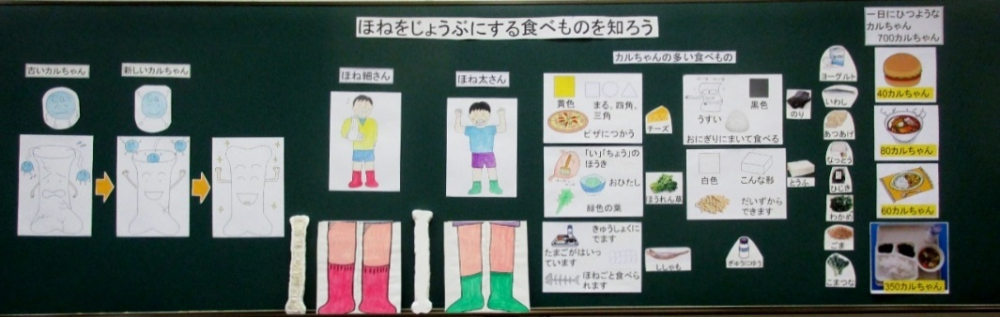 ほねをじょうぶにする食べものを知ろう
古いカルちゃん
新しいカルちゃん
ほね細さん
ほね太さん
カルちゃんの多い食べもの
黄色
まる、四角、
三角
ピザにつかう
チーズ
うすい
黒色
おにぎりにまいて食べる
のり
「い」「ちょう」の
ほうき
おひたし
緑色の葉
ほうれん草
白色
こんな形
だいずから
できます
とうふ
きゅうしょくに
でます
たまごがはいっ
ています
ほねごと食べら
れます
ししゃも
ぎゅうにゅう
ヨーグルト
いわし
あつあげ
なっとう
ひじき
わかめ
ごま
こまつな
一日にひつような
カルちゃん
700カルちゃん
40カルちゃん
80カルちゃん
60カルちゃん
350カルちゃん